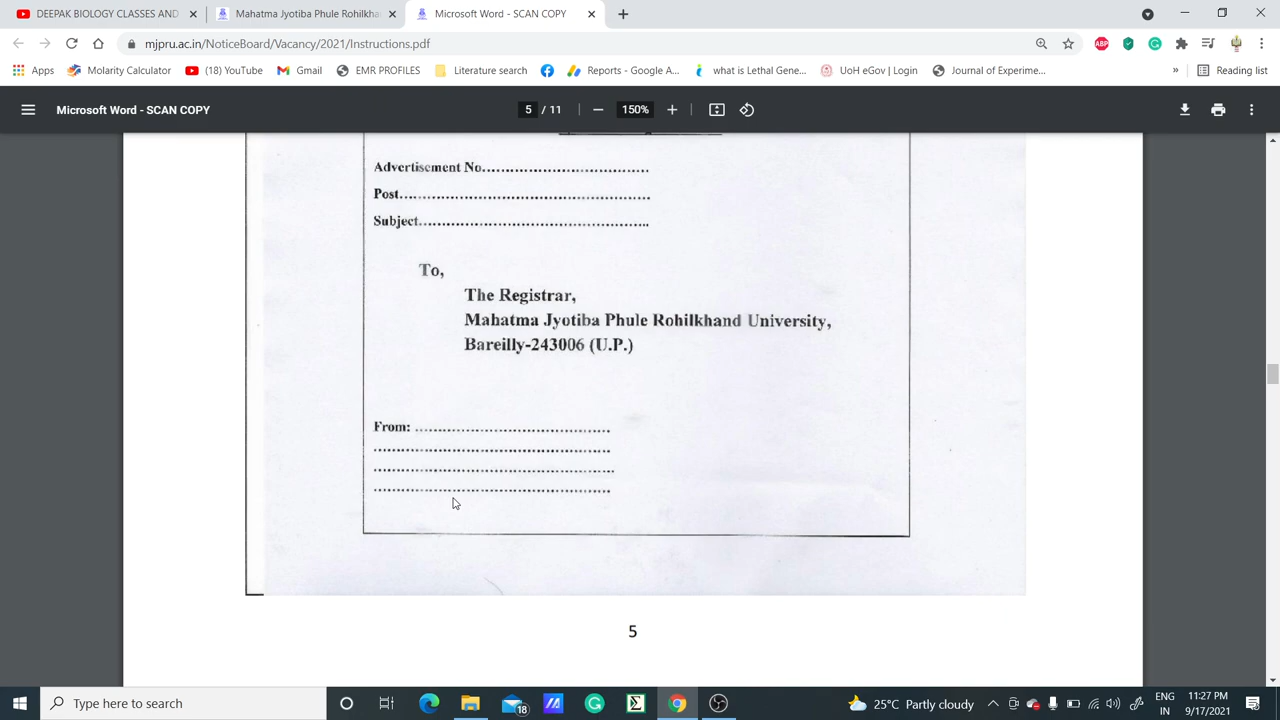 DEEPAK BIOLOGY CLASSES AND
Mahatma Jyotiba Phule Rohilkha
Microsoft Word - SCAN COPY
mjpru.ac.in/NoticeBoard/Vacancy/2021/Instructions.pdf
ABP
Apps
Molarity Calculator
(18) YouTube
Gmail
EMR PROFILES
Literature search
Reports - Google A...
what is Lethal Gene...
UoH eGov | Login
Journal of Experime...
»
Reading list
Microsoft Word - SCAN COPY
5 / 11
150%
Advertisement No..........................................
Post..........................................................
Subject.......................................................
To,
The Registrar,
Mahatma Jyotiba Phule Rohilkhand University,
Bareilly-243006 (U.P.)
From: ..............................................
........................................................
........................................................
........................................................
5
Type here to search
18
25°C Partly cloudy
ENG
IN
11:27 PM
9/17/2021
3